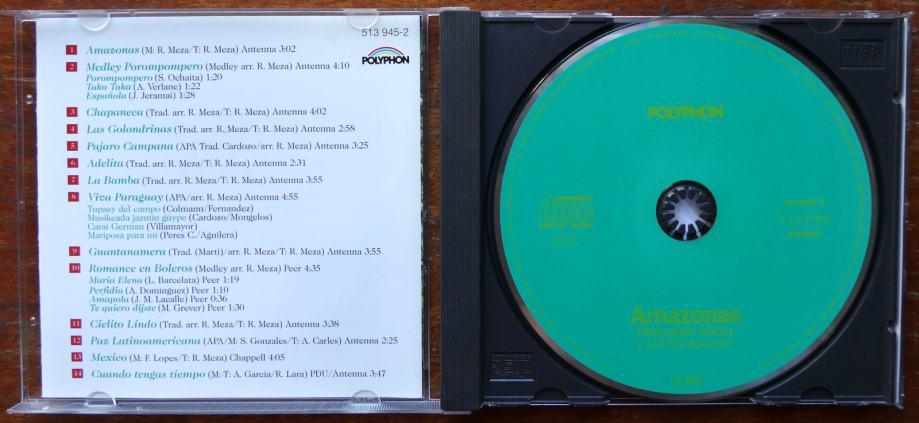 513 945-2
POLYPHON
1 Amazonas (M: R. Meza/T: R. Meza) Antenna 3:02
2 Medley Porompompero (Medley arr. R. Meza) Antenna 4:10
Porompompero (S. Ochaita) 1:20
Taka Taka (A. Verlane) 1:22
Española (J. Jeramai) 1:28
3 Chapaneca (Trad. arr. R. Meza/T: R. Meza) Antenna 4:02
4 Las Golondrinas (Trad. arr. R, Meza/T: R. Meza) Antenna 2:58
5 Pajaro Campana (APA Trad. Cardozo/arr. R. Meza) Antenna 3:25
6 Adelita (Trad. arr. R. Meza/T: R. Meza) Antenna 2:31
7 La Bamba (Trad. arr. R. Meza/T: R. Meza) Antenna 3:55
8 Viva Paraguay (APA/arr. R. Meza) Antenna 4:55
Tupasy del campo (Colmann/Fernandez)
Musikeada jazmin güype (Cardozo/Mongelos)
Carai German (Villamayor)
Mariposa para mi (Peres C./Aguilera)
9 Guantanamera (Trad. (Marti)/arr. R. Meza/T: R. Meza) Antenna 3:55
10 Romance en Boleros (Medley arr. R. Meza) Peer 4:35
Maria Elena (L. Barcelata) Peer 1:19
Perfidia (A. Dominguez) Peer 1:10
Amapola (J. M. Lacalle) Peer 0:36
Te quiero dijste (M. Grever) Peer 1:30
11 Cielito Lindo (Trad. arr. R. Meza/T: R. Meza) Antenna 3:38
12 Paz Latinoamericana (APA/M: S. Gonzales/T: A. Carles) Antenna 2:25
13 Mexico (M: F. Lopes/T: R. Meza) Chappell 4:05
14 Cuando tengas tiempo (M:-T: A. Garcia/R. Lara) PDU/Antenna 3:47
POLYPHON
COMPACT
disc
DIGITAL AUDIO
513 945-2
STEREO
Amazonas
Reynaldo Meza
y Los Paraguayos